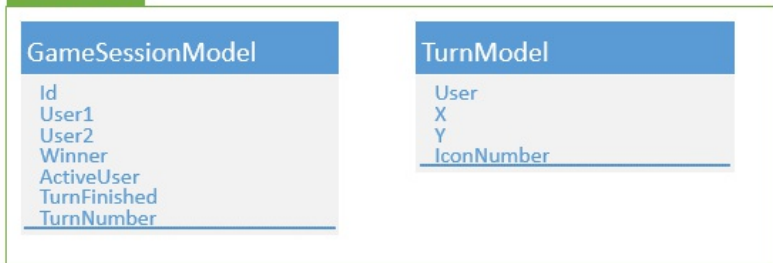 GameSessionModel
Id
User1
User2
Winner
ActiveUser
TurnFinished
TurnNumber
TurnModel
User
X
Y
IconNumber